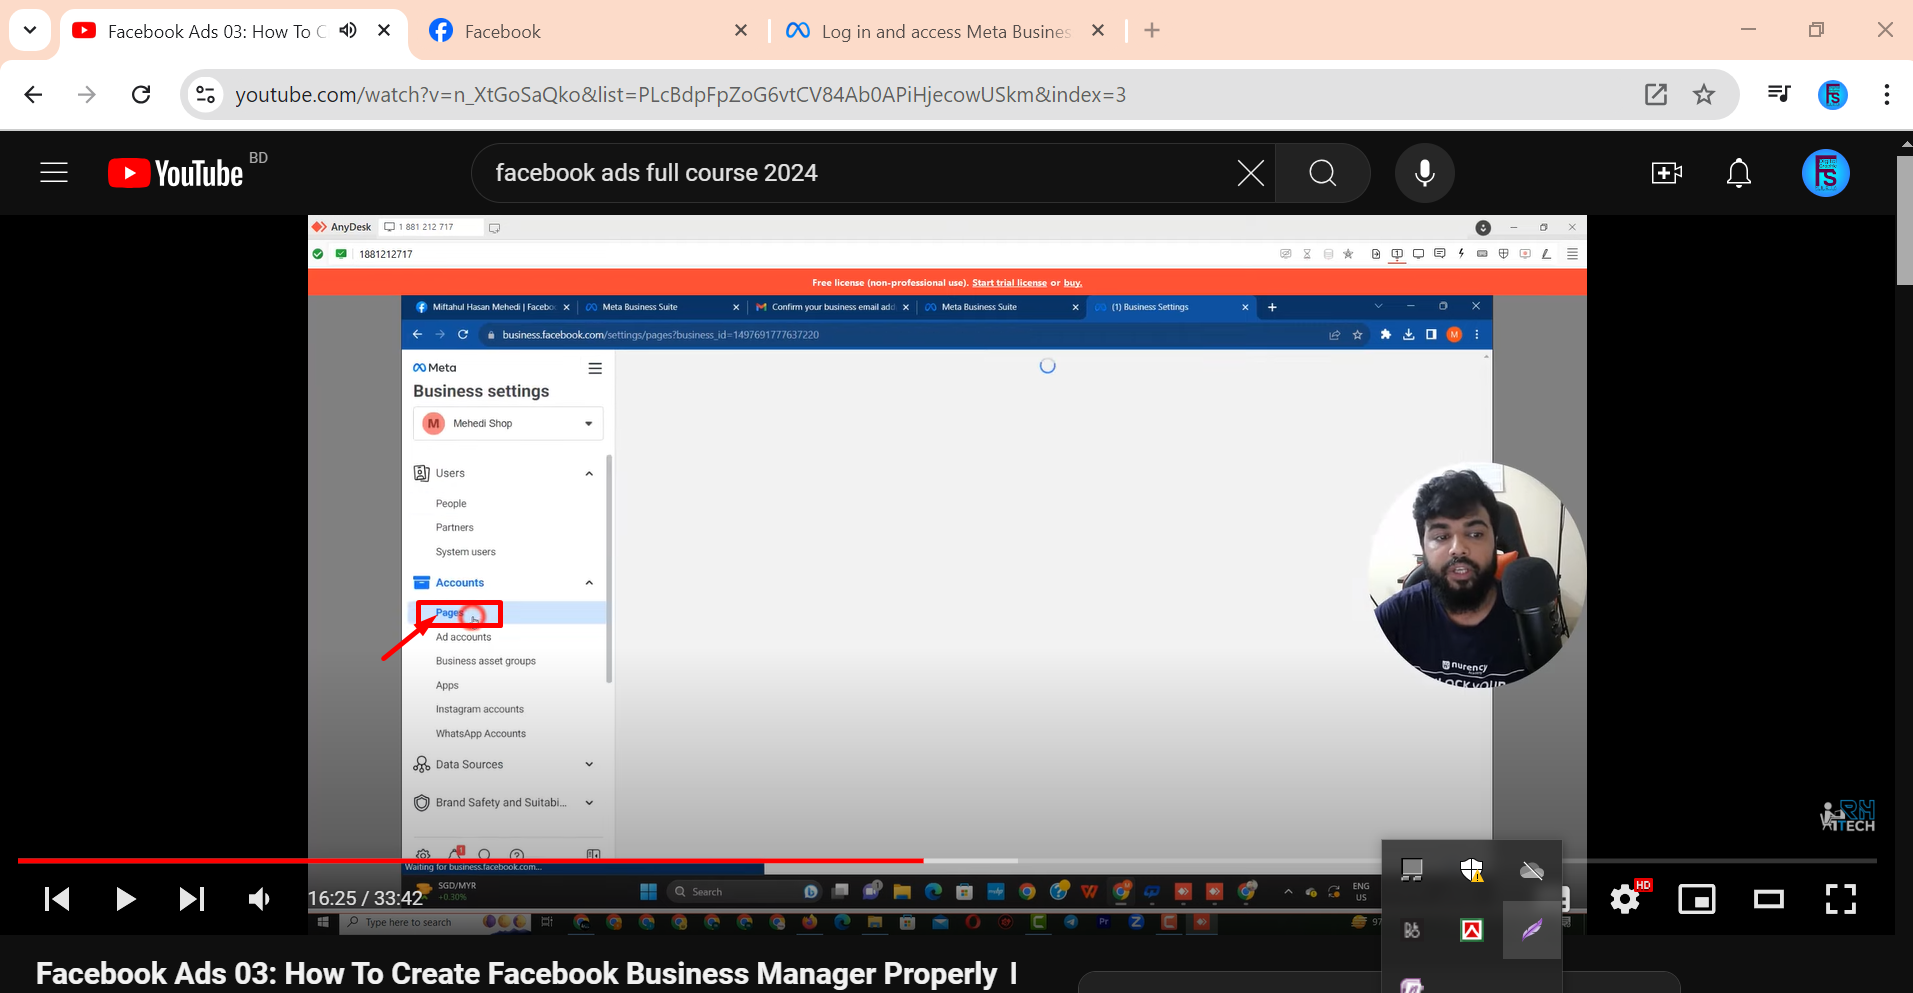 Facebook Ads 03: How To C
Facebook
Log in and access Meta Busines
youtube.com/watch?v=n_XtGoSaQko&list=PLcBdpFpZoG6vtCV84Ab0APiHjecowUSkm&index=3
YouTube BD
facebook ads full course 2024
AnyDesk
1 881 212 717
1881212717
Free license (non-professional use). Start trial license or buy.
Miftahul Hasan Mehedi | Facebo
Meta Business Suite
Confirm your business email add
Meta Business Suite
(1) Business Settings
business.facebook.com/settings/pages?business_id=1497691777637220
M
Meta
Business settings
M Mehedi Shop
Users
People
Partners
System users
Accounts
Pages
Ad accounts
Business asset groups
Apps
Instagram accounts
WhatsApp Accounts
Data Sources
Brand Safety and Suitabi...
nurency
RH
TECH
1
Waiting for business.facebook.com...
16:25 / 33:42
SGD/MYR
+0.30%
Search
ENG
US
HD
Type here to search
97
Facebook Ads 03: How To Create Facebook Business Manager Properly